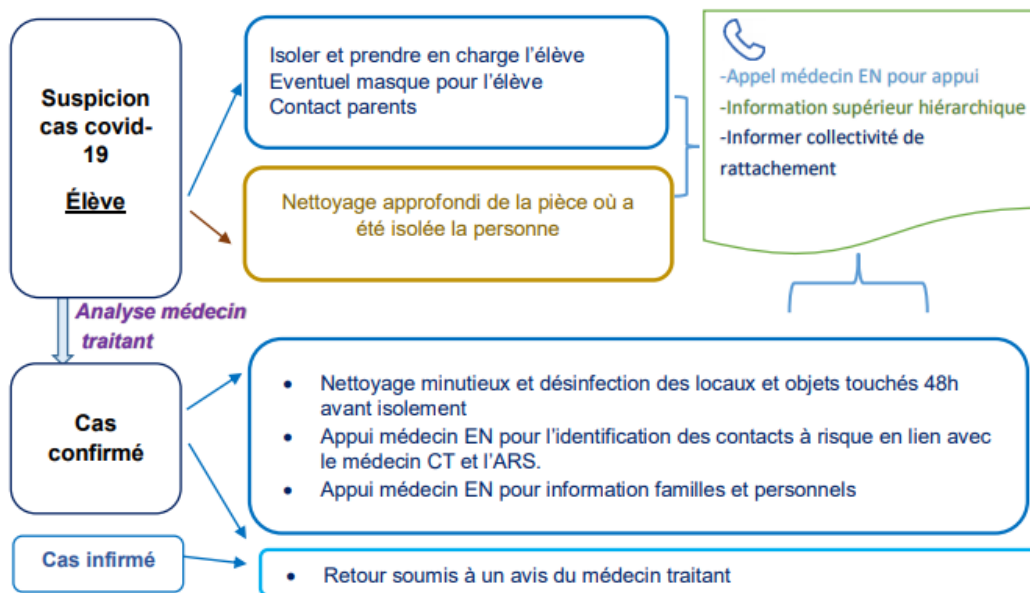 Suspicion
cas covid-
19
Élève
Isoler et prendre en charge l'élève
Eventuel masque pour l'élève
Contact parents
Nettoyage approfondi de la pièce où a
été isolée la personne
-Appel médecin EN pour appui
-Information supérieur hiérarchique
-Informer collectivité de
rattachement
Analyse médecin
traitant
Cas
confirmé
• Nettoyage minutieux et désinfection des locaux et objets touchés 48h
avant isolement
• Appui médecin EN pour l'identification des contacts à risque en lien avec
le médecin CT et l'ARS.
• Appui médecin EN pour information familles et personnels
Cas infirmé
• Retour soumis à un avis du médecin traitant